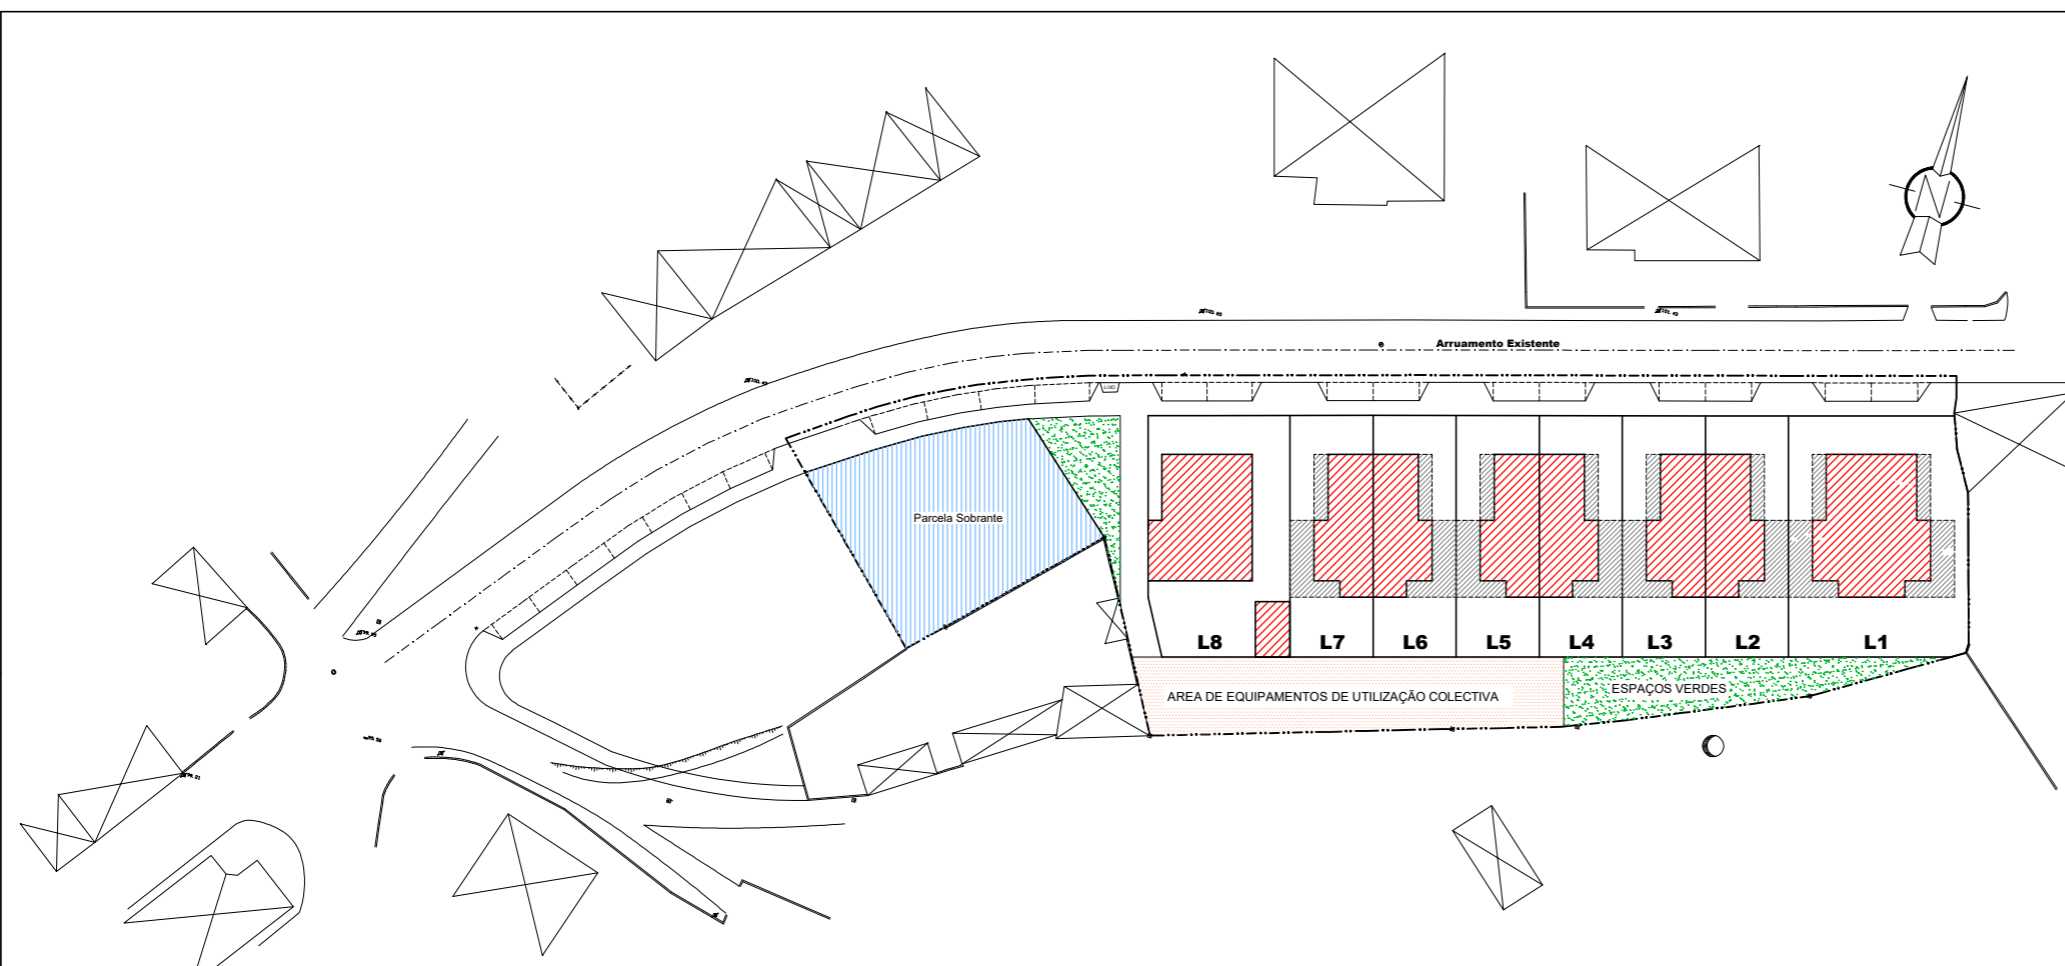 N
Arruamento Existente
LIXO
Parcela Sobrante
L8
L7
L6
L5
L4
L3
L2
L1
AREA DE EQUIPAMENTOS DE UTILIZAÇÃO COLECTIVA
ESPAÇOS VERDES